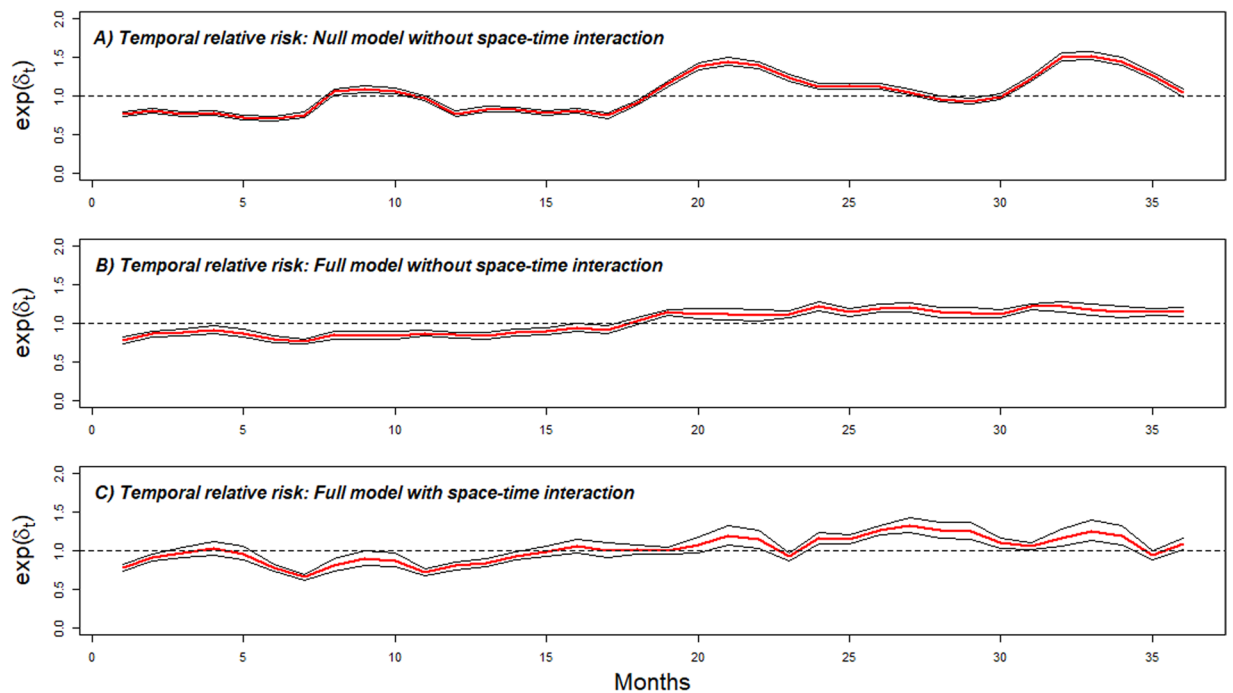 A) Temporal relative risk: Null model without space-time interaction
exp(δt)
2.0
1.5
1.0
0.5
0.0
0 5 10 15 20 25 30 35
B) Temporal relative risk: Full model without space-time interaction
exp(δt)
2.0
1.5
1.0
0.5
0.0
0 5 10 15 20 25 30 35
C) Temporal relative risk: Full model with space-time interaction
exp(δt)
2.0
1.5
1.0
0.5
0.0
0 5 10 15 20 25 30 35
Months